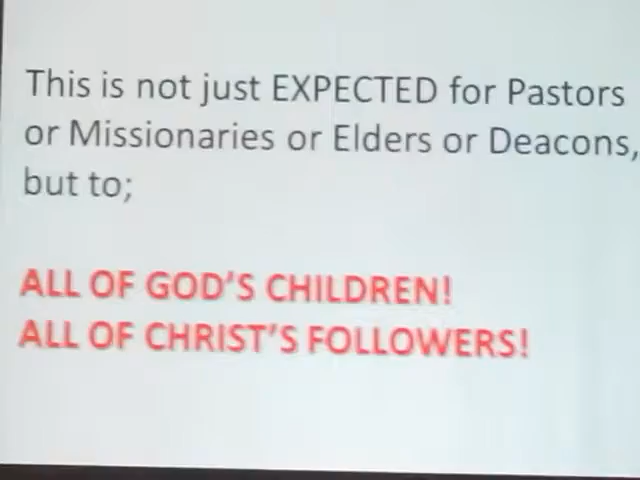 This is not just EXPECTED for Pastors
or Missionaries or Elders or Deacons,
but to;
ALL OF GOD'S CHILDREN!
ALL OF CHRIST'S FOLLOWERS!